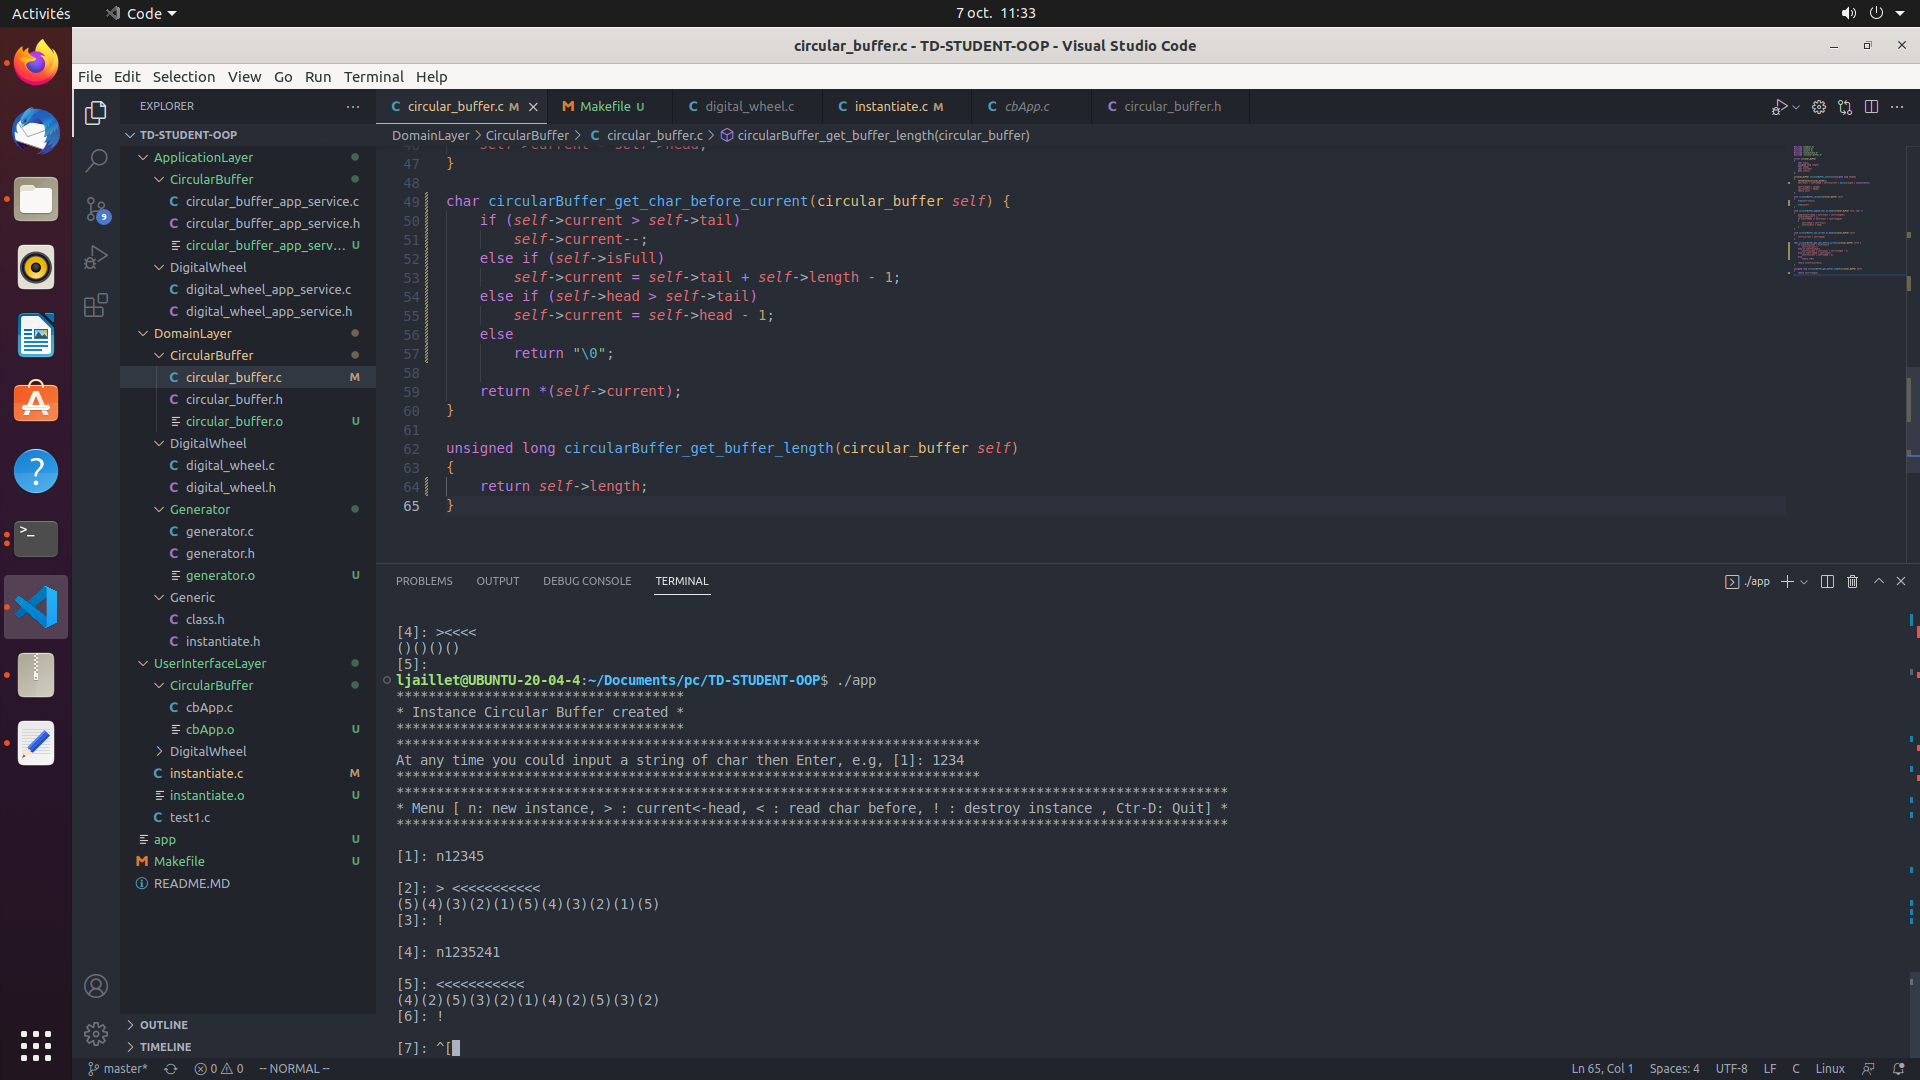 Activités
Code
7 oct. 11:33
circular_buffer.c - TD-STUDENT-OOP - Visual Studio Code
File Edit Selection View Go Run Terminal Help
EXPLORER
TD-STUDENT-OOP
ApplicationLayer
CircularBuffer
circular_buffer_app_service.c
circular_buffer_app_service.h
circular_buffer_app_serv... U
DigitalWheel
digital_wheel_app_service.c
digital_wheel_app_service.h
DomainLayer
CircularBuffer
circular_buffer.c M
circular_buffer.h
circular_buffer.o U
DigitalWheel
digital_wheel.c
digital_wheel.h
Generator
generator.c
generator.h
generator.o U
Generic
class.h
instantiate.h
UserInterfaceLayer
CircularBuffer
cbApp.c
cbApp.o U
DigitalWheel
instantiate.c M
instantiate.o U
test1.c
app U
Makefile U
README.MD
OUTLINE
TIMELINE
9
circular_buffer.c M Makefile U digital_wheel.c instantiate.c M cbApp.c circular_buffer.h
DomainLayer > CircularBuffer > C circular_buffer.c > circularBuffer_get_buffer_length(circular_buffer)
46 self->current = self->head;
47 }
48
49 char circularBuffer_get_char_before_current(circular_buffer self) {
50 if (self->current > self->tail)
51 self->current--;
52 else if (self->isFull)
53 self->current = self->tail + self->length - 1;
54 else if (self->head > self->tail)
55 self->current = self->head - 1;
56 else
57 return "\0";
58
59 return *(self->current);
60 }
61
62 unsigned long circularBuffer_get_buffer_length(circular_buffer self)
63 {
64 return self->length;
65 }
PROBLEMS OUTPUT DEBUG CONSOLE TERMINAL
./app
[4]: ><<<<
()()()()
[5]:
ljaillet@UBUNTU-20-04-4:~/Documents/pc/TD-STUDENT-OOP$ ./app
************************************
* Instance Circular Buffer created *
************************************
*************************************************************************
At any time you could input a string of char then Enter, e.g, [1]: 1234
*************************************************************************
********************************************************************************************************
* Menu [ n: new instance, > : current<-head, < : read char before, ! : destroy instance , Ctr-D: Quit] *
********************************************************************************************************
[1]: n12345
[2]: > <<<<<<<<<<<
(5)(4)(3)(2)(1)(5)(4)(3)(2)(1)(5)
[3]: !
[4]: n1235241
[5]: <<<<<<<<<<<
(4)(2)(5)(3)(2)(1)(4)(2)(5)(3)(2)
[6]: !
[7]: ^[
master* 0 0 -- NORMAL -- Ln 65, Col 1 Spaces: 4 UTF-8 LF C Linux